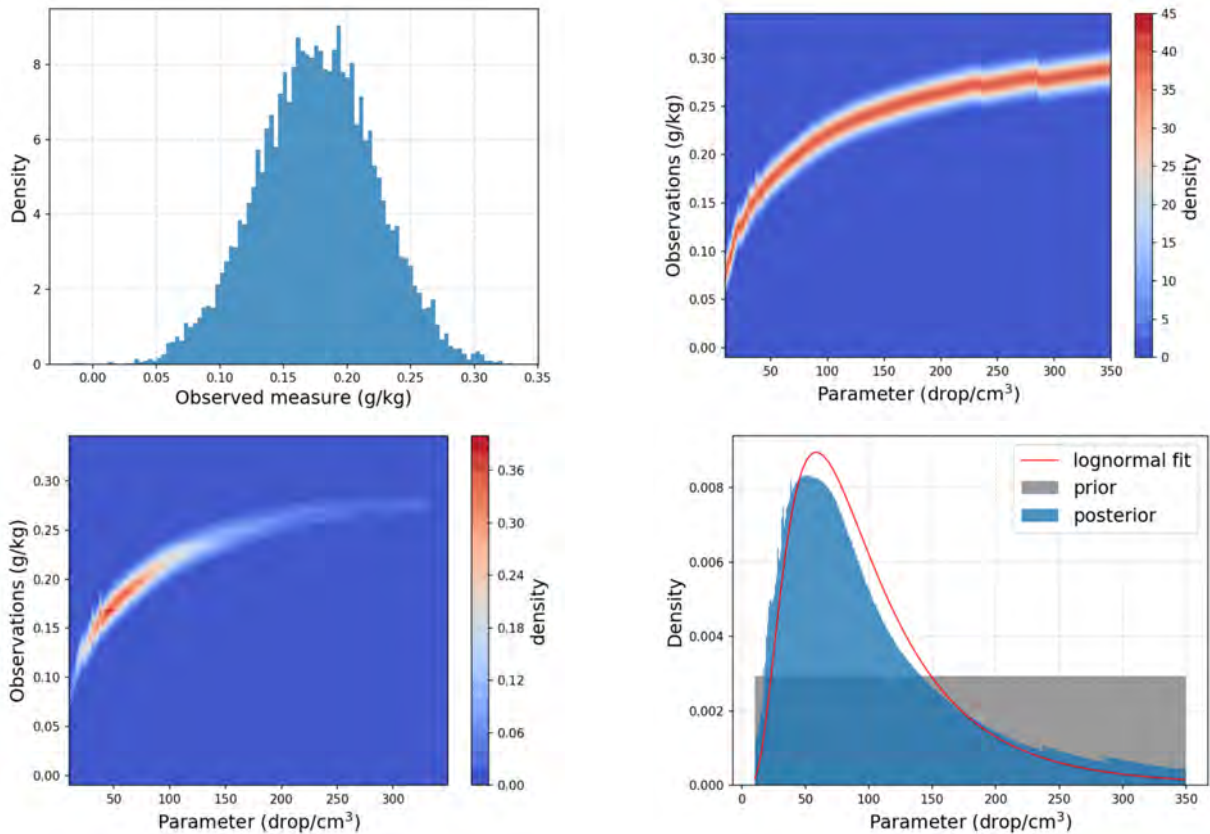 Density
8
6
4
2
0
0.00 0.05 0.10 0.15 0.20 0.25 0.30 0.35
Observed measure (g/kg)
Observations (g/kg)
0.30
0.25
0.20
0.15
0.10
0.05
0.00
50 100 150 200 250 300 350
Parameter (drop/cm³)
45
40
35
30
25
20
15
10
5
0
density
Observations (g/kg)
0.30
0.25
0.20
0.15
0.10
0.05
0.00
50 100 150 200 250 300
Parameter (drop/cm³)
0.36
0.30
0.24
0.18
0.12
0.06
0.00
density
Density
0.008
0.006
0.004
0.002
0.000
0 50 100 150 200 250 300 350
Parameter (drop/cm³)
lognormal fit
prior
posterior